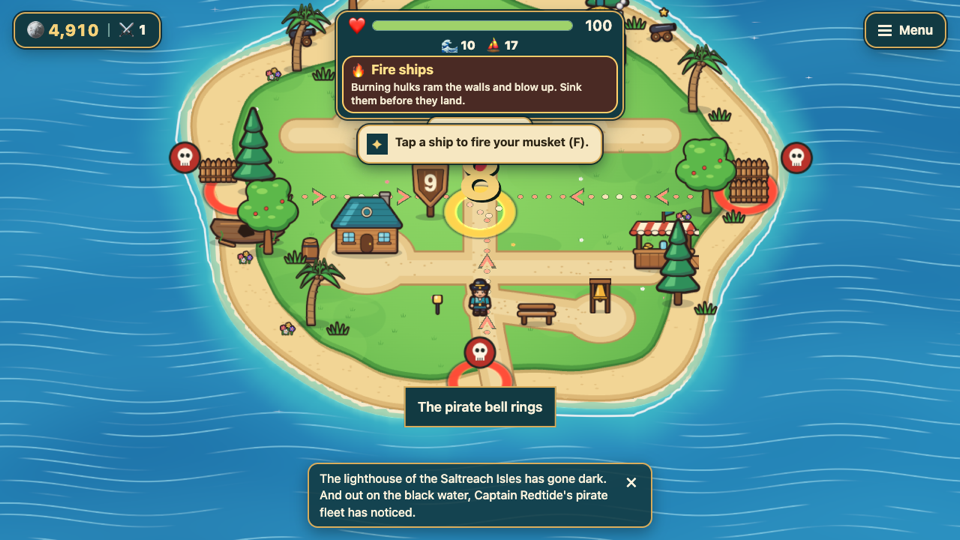 4,910 1
100
10 17
Fire ships
Burning hulks ram the walls and blow up. Sink
them before they land.
Menu
Tap a ship to fire your musket (F).
9
The pirate bell rings
The lighthouse of the Saltreach Isles has gone dark.
And out on the black water, Captain Redtide's pirate
fleet has noticed.